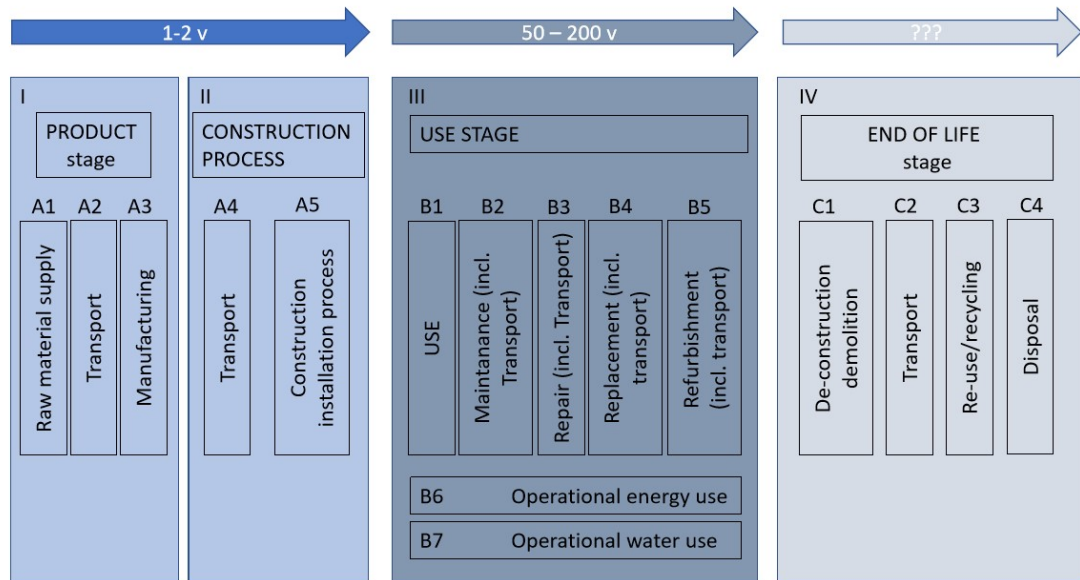 1-2 v
50 – 200 v
???
I
PRODUCT
stage
A1
A2
A3
Raw material supply
Transport
Manufacturing
II
CONSTRUCTION
PROCESS
A4
A5
Transport
Construction
installation process
III
USE STAGE
B1
B2
B3
B4
B5
USE
Maintanance (incl.
Transport)
Repair (incl. Transport)
Replacement (incl.
transport)
Refurbishment
(incl. transport)
B6 Operational energy use
B7 Operational water use
IV
END OF LIFE
stage
C1
C2
C3
C4
De-construction
demolition
Transport
Re-use/recycling
Disposal